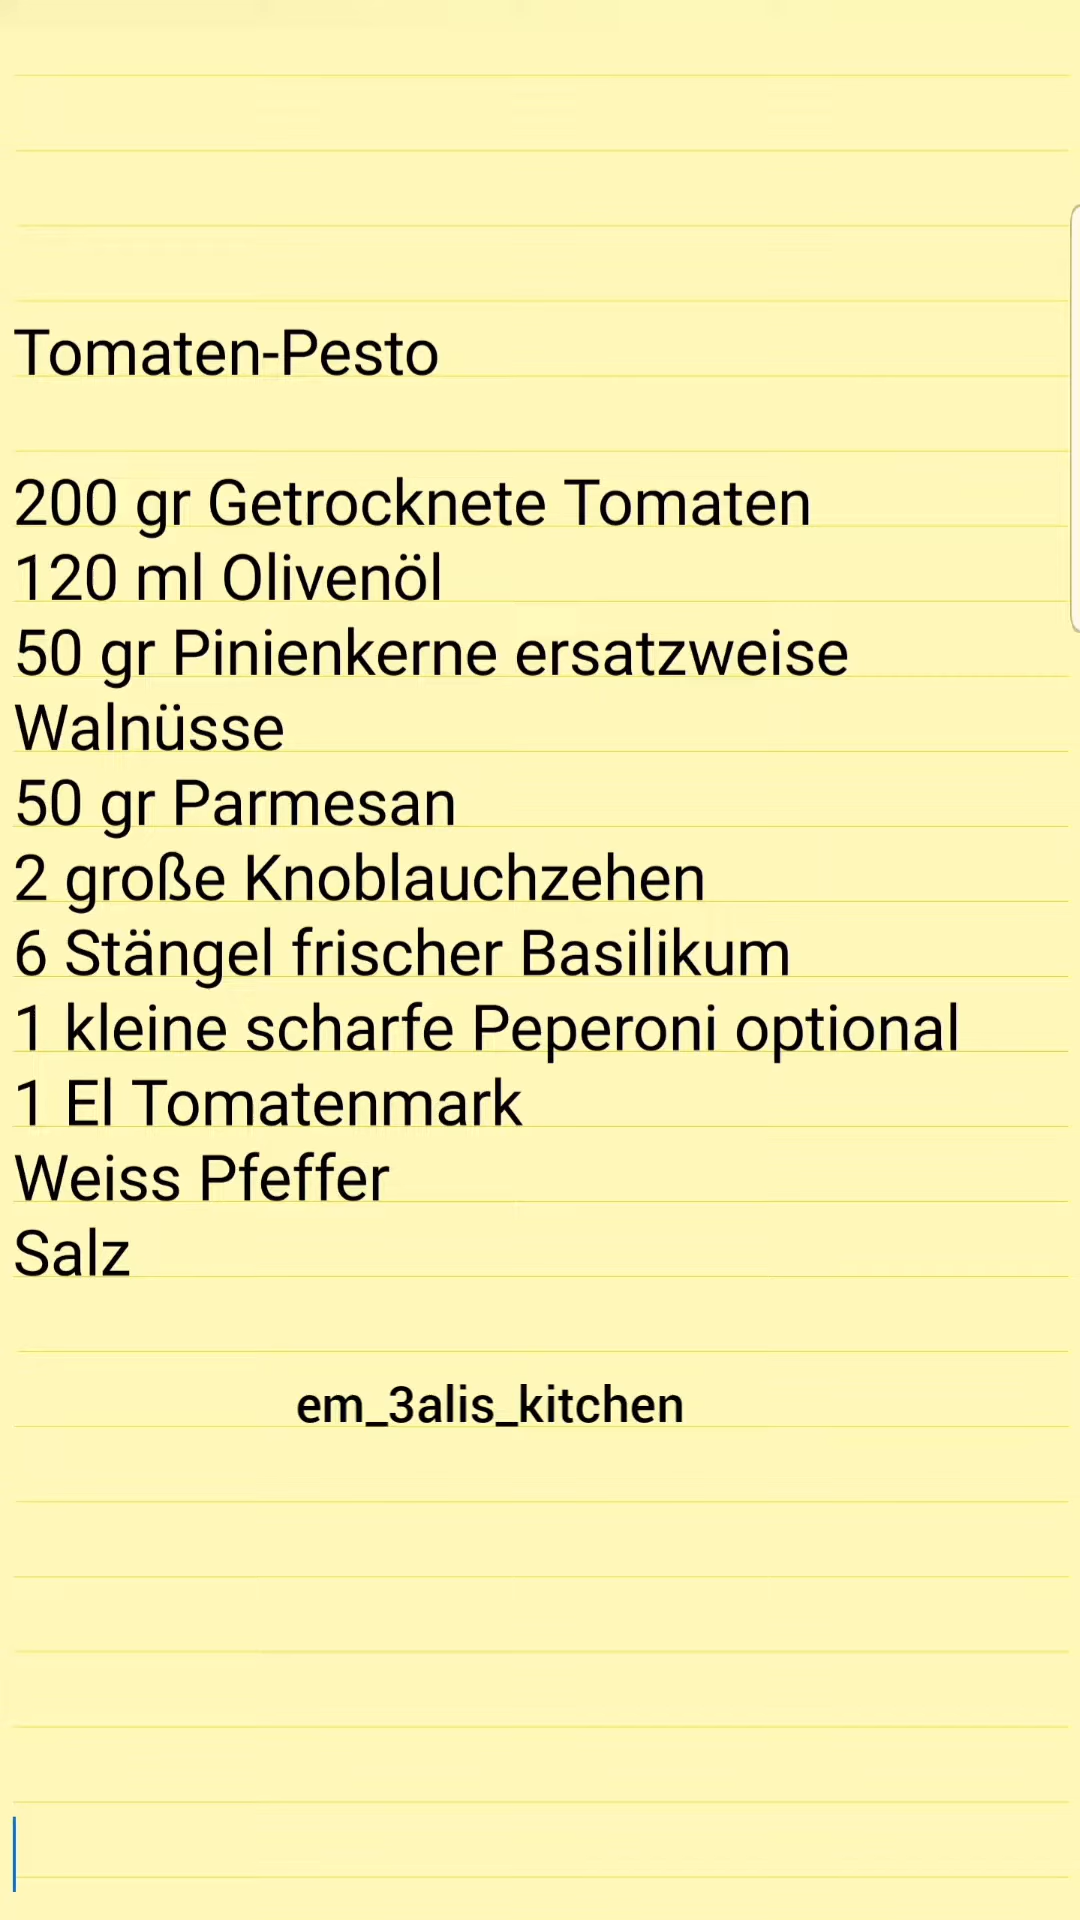 Tomaten-Pesto
200 gr Getrocknete Tomaten
120 ml Olivenöl
50 gr Pinienkerne ersatzweise
Walnüsse
50 gr Parmesan
2 große Knoblauchzehen
6 Stängel frischer Basilikum
1 kleine scharfe Peperoni optional
1 El Tomatenmark
Weiss Pfeffer
Salz
em_3alis_kitchen